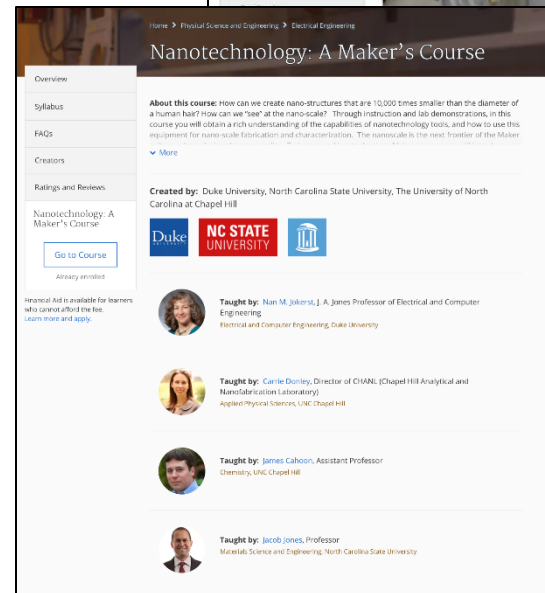 Home > Physical Science and Engineering > Electrical Engineering
Nanotechnology: A Maker's Course
Overview
Syllabus
FAQs
Creators
Ratings and Reviews
Nanotechnology: A
Maker's Course
Go to Course
Already enrolled
Financial Aid is available for learners
who cannot afford the fee.
Learn more and apply.
About this course: How can we create nano-structures that are 10,000 times smaller than the diameter of
a human hair? How can we "see" at the nano-scale? Through instruction and lab demonstrations, in this
course you will obtain a rich understanding of the capabilities of nanotechnology tools, and how to use this
equipment for nano-scale fabrication and characterization. The nanoscale is the next frontier of the Maker
More
Created by: Duke University, North Carolina State University, The University of North
Carolina at Chapel Hill
Duke
UNIVERSITY
NC STATE
UNIVERSITY
Taught by: Nan M. Jokerst, J. A. Jones Professor of Electrical and Computer
Engineering
Electrical and Computer Engineering, Duke University
Taught by: Carrie Donley, Director of CHANL (Chapel Hill Analytical and
Nanofabrication Laboratory)
Applied Physical Sciences, UNC Chapel Hill
Taught by: James Cahoon, Assistant Professor
Chemistry, UNC Chapel Hill
Taught by: Jacob Jones, Professor
Materials Science and Engineering, North Carolina State University